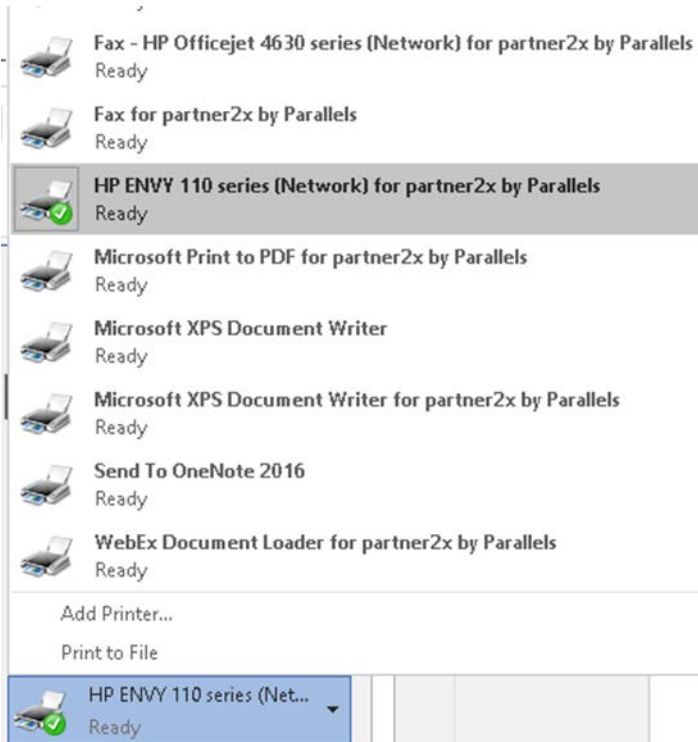 Fax - HP Officejet 4630 series (Network) for partner2x by Parallels
Ready
Fax for partner2x by Parallels
Ready
HP ENVY 110 series (Network) for partner2x by Parallels
Ready
Microsoft Print to PDF for partner2x by Parallels
Ready
Microsoft XPS Document Writer
Ready
Microsoft XPS Document Writer for partner2x by Parallels
Ready
Send To OneNote 2016
Ready
WebEx Document Loader for partner2x by Parallels
Ready
Add Printer...
Print to File
HP ENVY 110 series (Net...
Ready